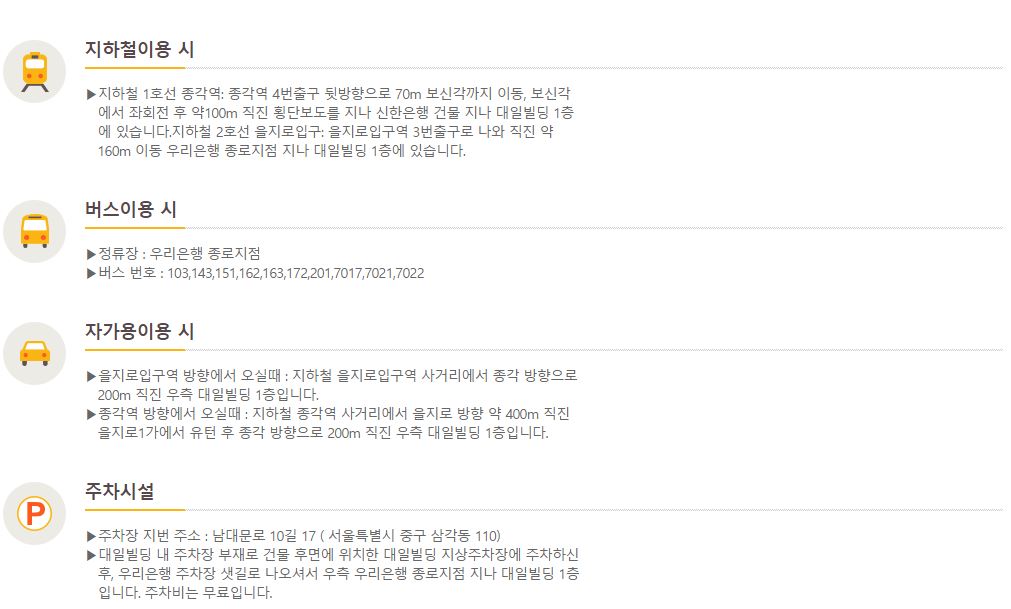 지하철이용 시
▶지하철 1호선 종각역: 종각역 4번출구 뒷방향으로 70m 보신각까지 이동, 보신각
에서 좌회전 후 약100m 직진 횡단보도를 지나 신한은행 건물 지나 대일빌딩 1층
에 있습니다.지하철 2호선 을지로입구: 을지로입구역 3번출구로 나와 직진 약
160m 이동 우리은행 종로지점 지나 대일빌딩 1층에 있습니다.
버스이용 시
▶정류장 : 우리은행 종로지점
▶버스 번호 : 103,143,151,162,163,172,201,7017,7021,7022
자가용이용 시
▶을지로입구역 방향에서 오실때 : 지하철 을지로입구역 사거리에서 종각 방향으로
200m 직진 우측 대일빌딩 1층입니다.
▶종각역 방향에서 오실때 : 지하철 종각역 사거리에서 을지로 방향 약 400m 직진
을지로1가에서 유턴 후 종각 방향으로 200m 직진 우측 대일빌딩 1층입니다.
P
주차시설
▶주차장 지번 주소 : 남대문로 10길 17 ( 서울특별시 중구 삼각동 110)
▶대일빌딩 내 주차장 부재로 건물 후면에 위치한 대일빌딩 지상주차장에 주차하신
후, 우리은행 주차장 샛길로 나오셔서 우측 우리은행 종로지점 지나 대일빌딩 1층
입니다. 주차비는 무료입니다.